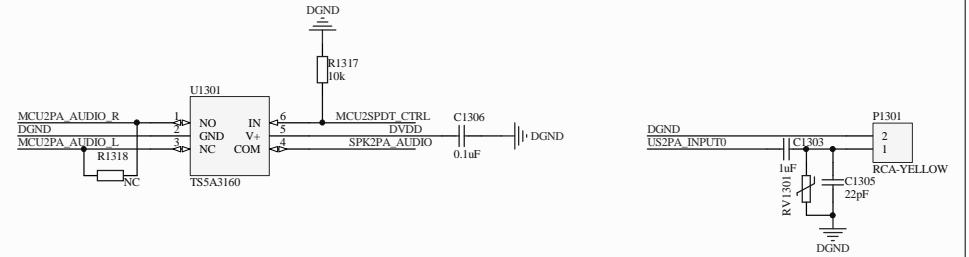 DGND
R1317
10k
U1301
MCU2PA_AUDIO_R
1
NO
IN
6
MCU2SPDT_CTRL
DGND
2
GND
V+
5
DVDD
MCU2PA_AUDIO_L
3
NC
COM
4
SPK2PA_AUDIO
R1318
NC
TS5A3160
C1306
0.1uF
DGND
P1301
DGND
2
US2PA_INPUT0
C1303
1
1uF
RCA-YELLOW
RV1301
C1305
22pF
DGND